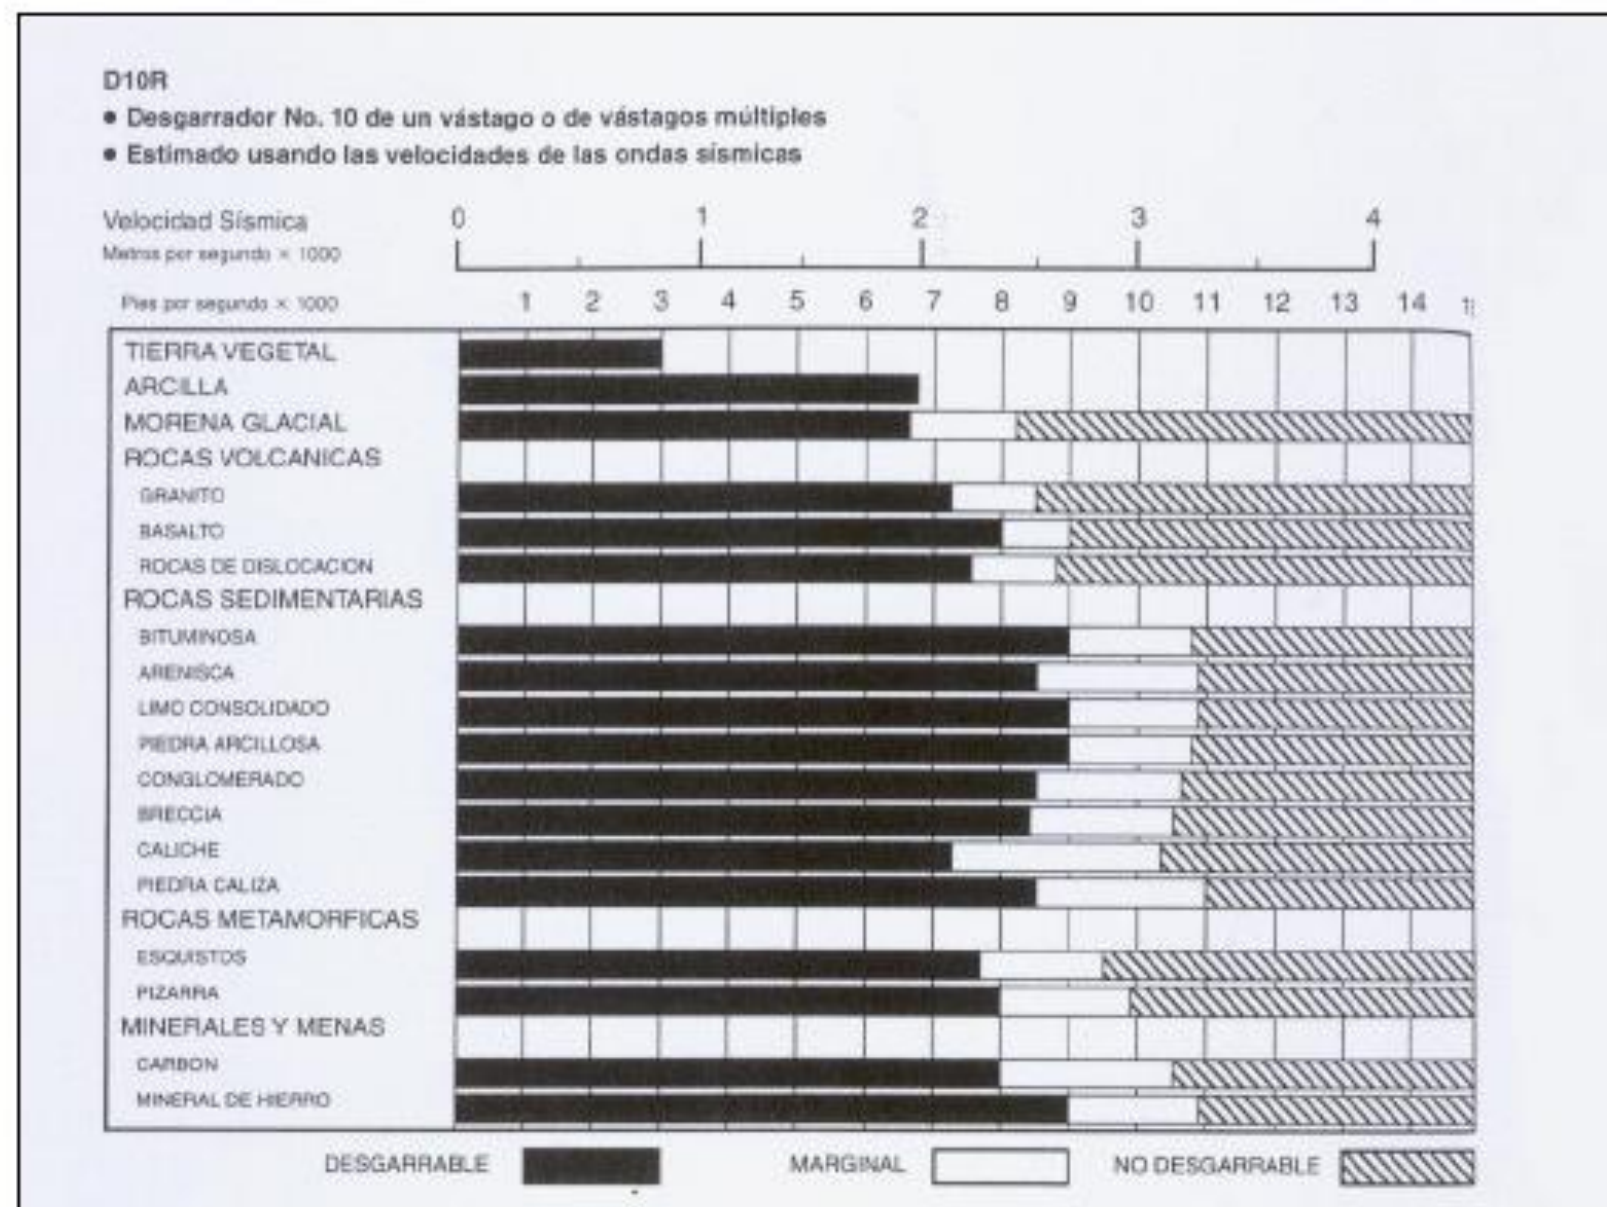 D10R
• Desgarrador No. 10 de un vástago o de vástagos múltiples
• Estimado usando las velocidades de las ondas sísmicas
Velocidad Sísmica 0 1 2 3 4
Metros por segundo × 1000
Pies por segundo × 1000 1 2 3 4 5 6 7 8 9 10 11 12 13 14
TIERRA VEGETAL
ARCILLA
MORENA GLACIAL
ROCAS VOLCANICAS
GRANITO
BASALTO
ROCAS DE DISLOCACION
ROCAS SEDIMENTARIAS
BITUMINOSA
ARENISCA
LIMO CONSOLIDADO
PIEDRA ARCILLOSA
CONGLOMERADO
BRECCIA
CALICHE
PIEDRA CALIZA
ROCAS METAMORFICAS
ESQUISTOS
PIZARRA
MINERALES Y MENAS
CARBON
MINERAL DE HIERRO
DESGARRABLE MARGINAL NO DESGARRABLE